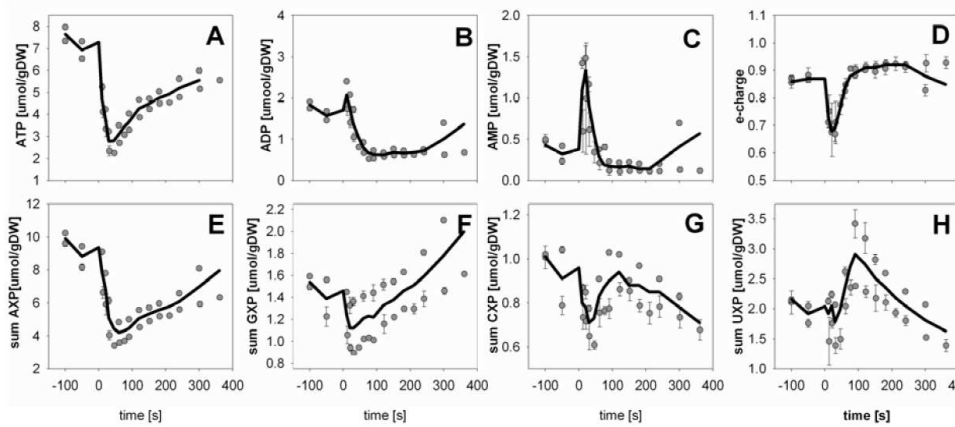 A
B
C
D
ATP [umol/gDW]
8
7
6
5
4
3
2
1
ADP [umol/gDW]
4
3
2
1
0
AMP [umol/gDW]
2.0
1.5
1.0
0.5
0.0
e-charge
1.0
0.9
0.8
0.7
0.6
0.5
E
F
G
H
sum AXP[umol/gDW]
12
10
8
6
4
2
sum GXP [umol/gDW]
2.2
2.0
1.8
1.6
1.4
1.2
1.0
0.8
sum CXP [umol/gDW]
1.2
1.0
0.8
0.6
sum UXP [umol/gDW]
3.5
3.0
2.5
2.0
1.5
1.0
-100 0 100 200 300 400
-100 0 100 200 300 400
-100 0 100 200 300 400
-100 0 100 200 300 400
time [s]
time [s]
time [s]
time [s]